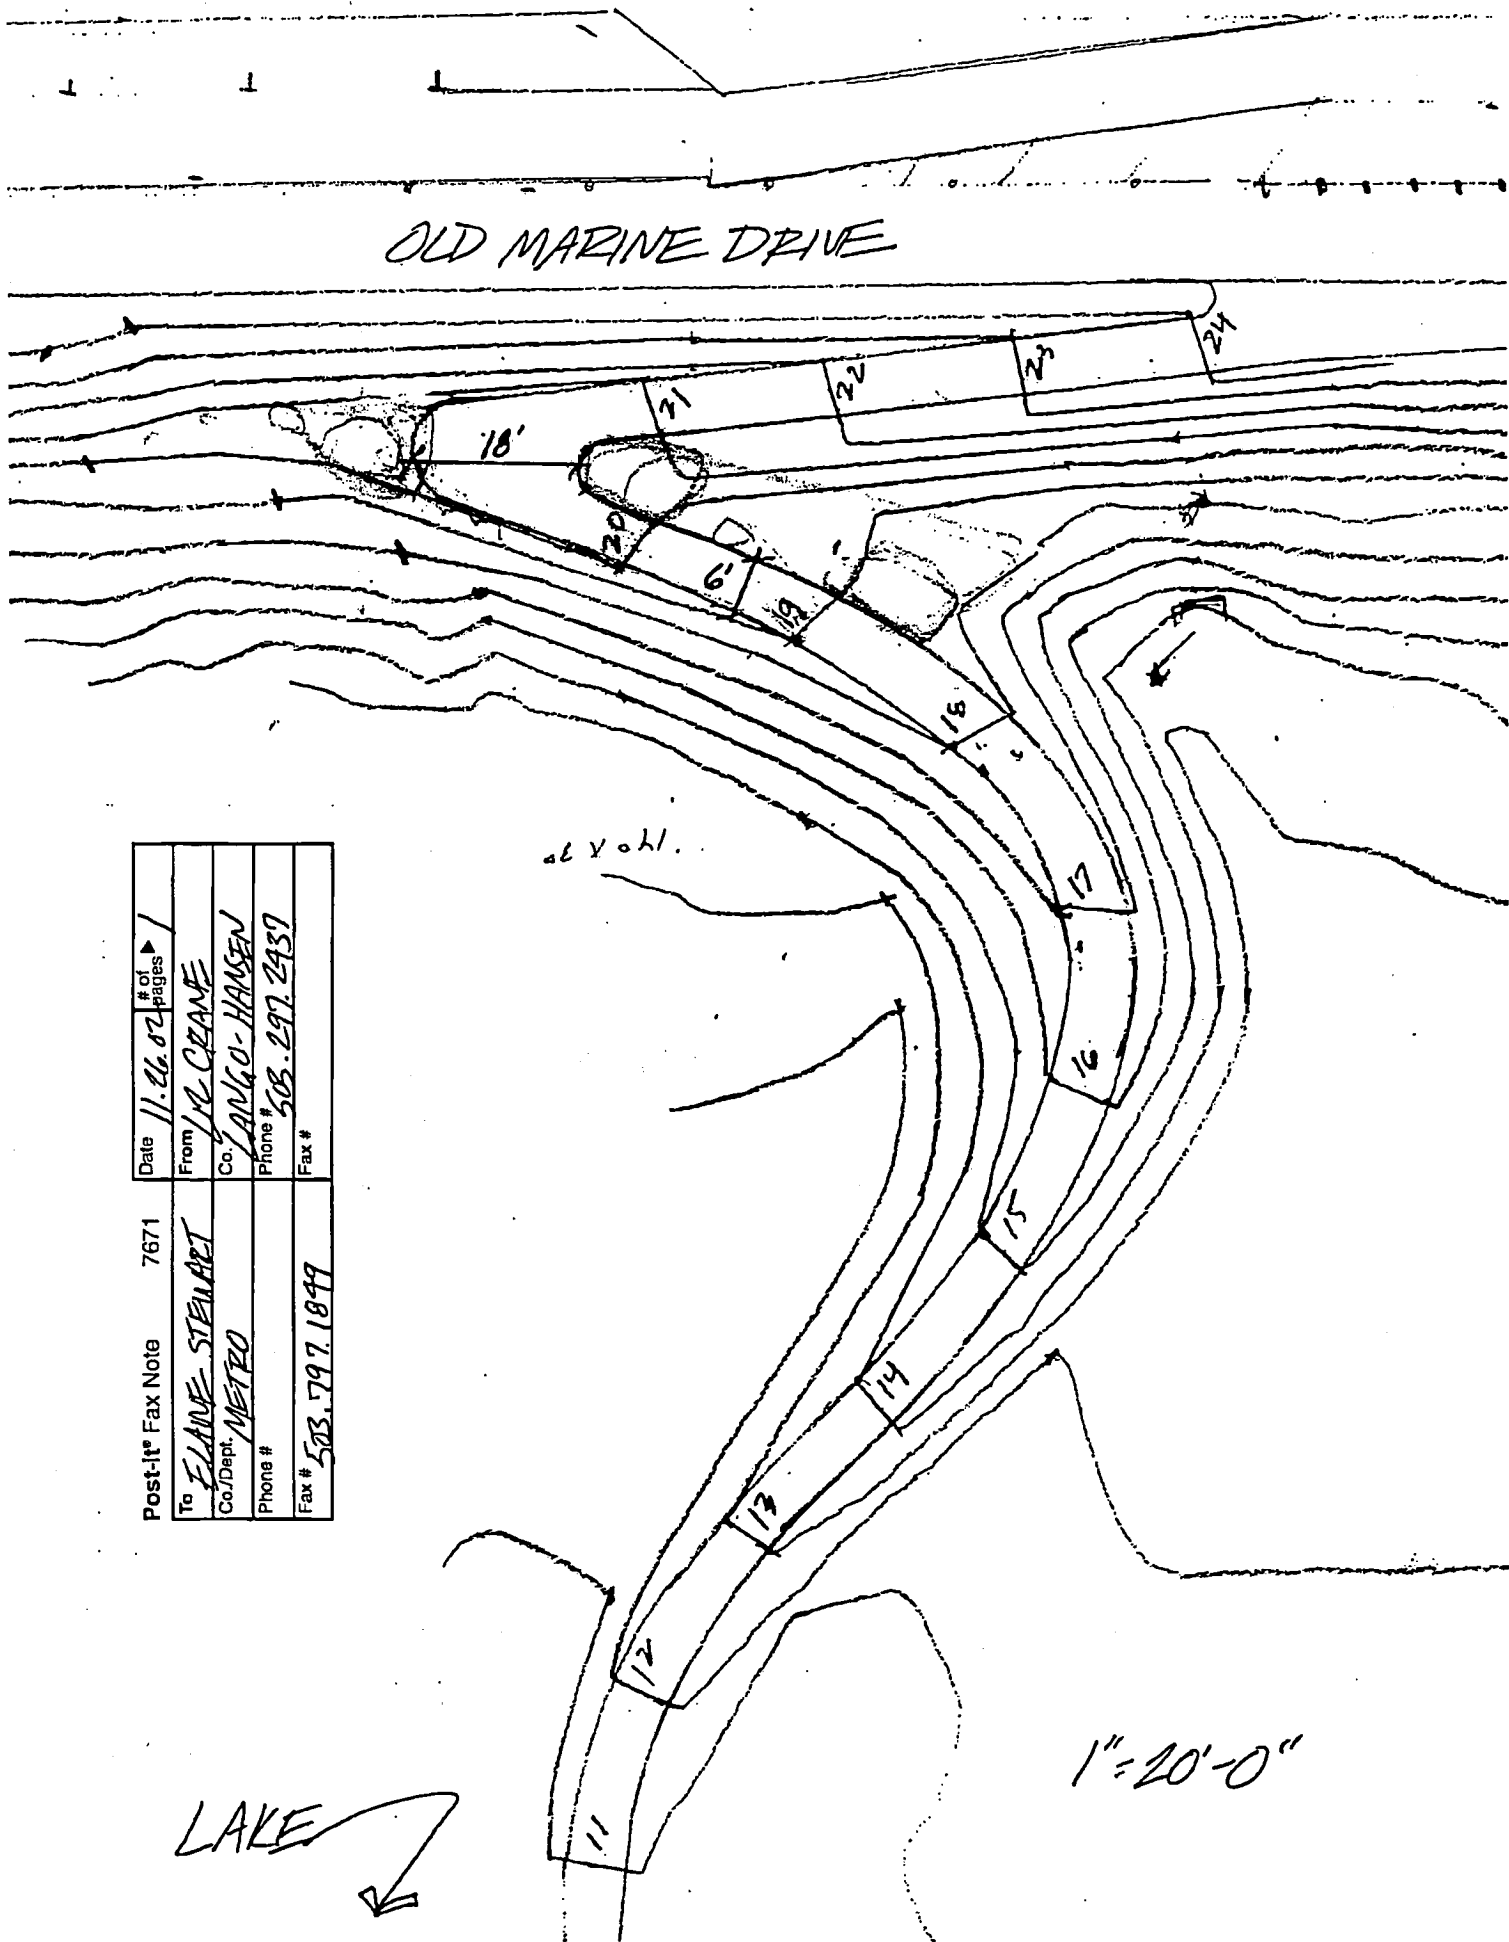 OLD MARINE DRIVE
24
23
22
21
18'
20
6'
19
18
17
16
15
14
13
12
11
Post-it® Fax Note 7671
Date 11.26.02 # of pages ▶ 1
To ELAINE STEWART
From CRANE
Co./Dept. METRO
Co. LANGO-HANSEN
Phone #
Phone # 503.297.2437
Fax # 503.797.1849
Fax #
LAKE
1"=20'-0"